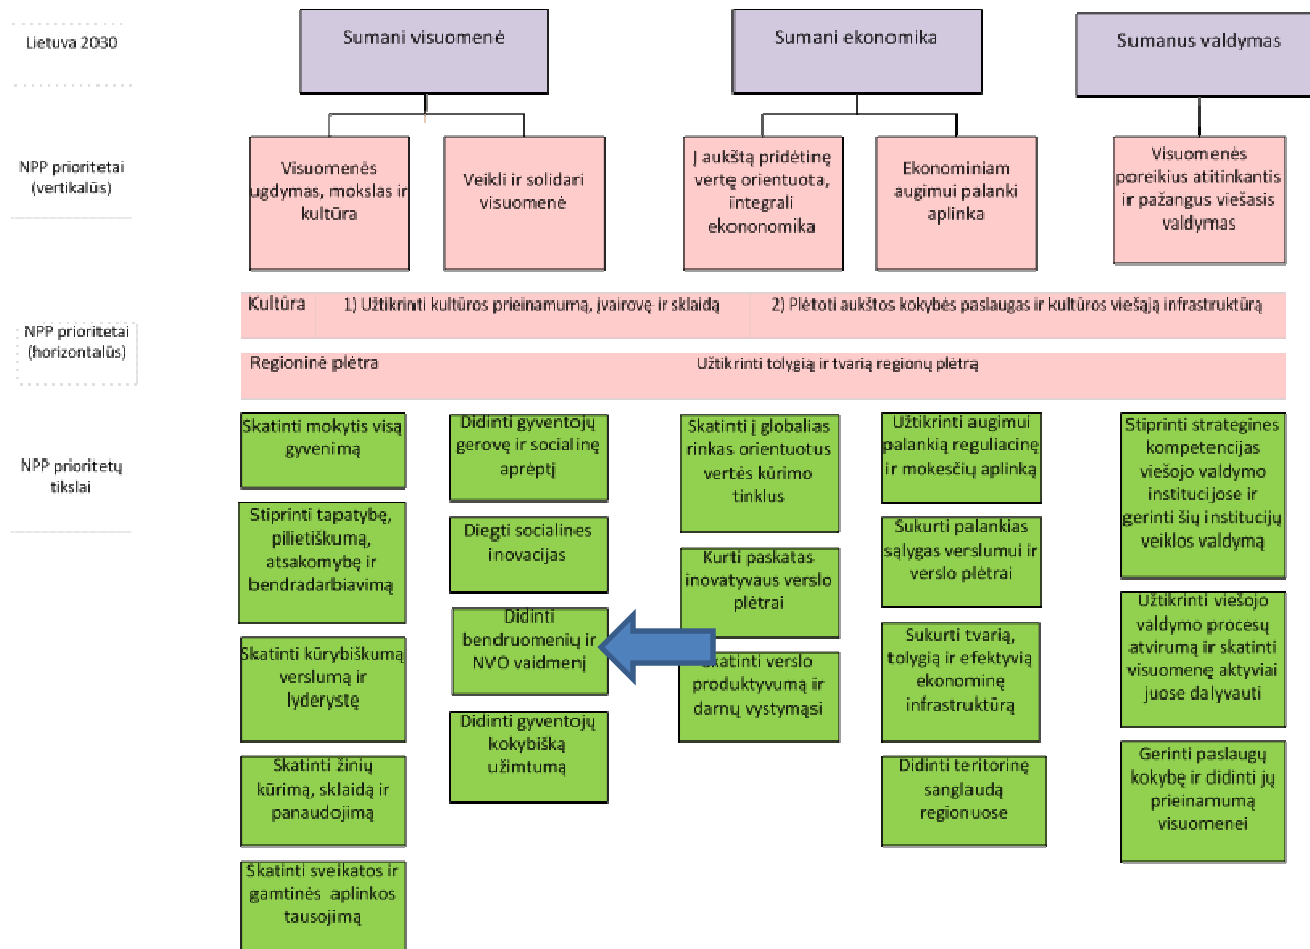 Lietuva 2030
Sumani visuomenė
Sumani ekonomika
Sumanus valdymas
NPP prioritetai
(vertikalūs)
Visuomenės
ugdymas, mokslas ir
kultūra
Veikli ir solidari
visuomenė
Į aukštą pridėtinę
vertę orientuota,
integrali
ekononomika
Ekonominiam
augimui palanki
aplinka
Visuomenės
poreikius atitinkantis
ir pažangus viešasis
valdymas
NPP prioritetai
(horizontalūs)
Kultūra
1) Užtikrinti kultūros prieinamumą, įvairovę ir sklaidą
2) Plėtoti aukštos kokybės paslaugas ir kultūros viešąją infrastruktūrą
Regioninė plėtra
Užtikrinti tolygią ir tvarią regionų plėtrą
NPP prioritetų
tikslai
Skatinti mokytis visą
gyvenimą
Stiprinti tapatybę,
pilietiškumą,
atsakomybę ir
bendradarbiavimą
Skatinti kūrybiškumą
verslumą ir
lyderystę
Skatinti žinių
kūrimą, sklaidą ir
panaudojimą
Skatinti sveikatos ir
gamtinės aplinkos
tausojimą
Didinti gyventojų
gerovę ir socialinę
aprėptį
Diegti socialines
inovacijas
Didinti
bendruomenių ir
NVO vaidmenį
Didinti gyventojų
kokybišką
užimtumą
Skatinti į globalias
rinkas orientuotus
vertės kūrimo
tinklus
Kurti paskatas
inovatyvaus verslo
plėtrai
Skatinti verslo
produktyvumą ir
darnų vystymąsi
Užtikrinti augimui
palankią reguliacinę
ir mokesčių aplinką
Sukurti palankias
sąlygas verslumui ir
verslo plėtrai
Sukurti tvarią,
tolygią ir efektyvią
ekonominę
infrastruktūrą
Didinti teritorinę
sanglaudą
regionuose
Stiprinti strategines
kompetencijas
viešojo valdymo
institucijose ir
gerinti šių institucijų
veiklos valdymą
Užtikrinti viešojo
valdymo procesų
atvirumą ir skatinti
visuomenę aktyviai
juose dalyvauti
Gerinti paslaugų
kokybę ir didinti jų
prieinamumą
visuomenei